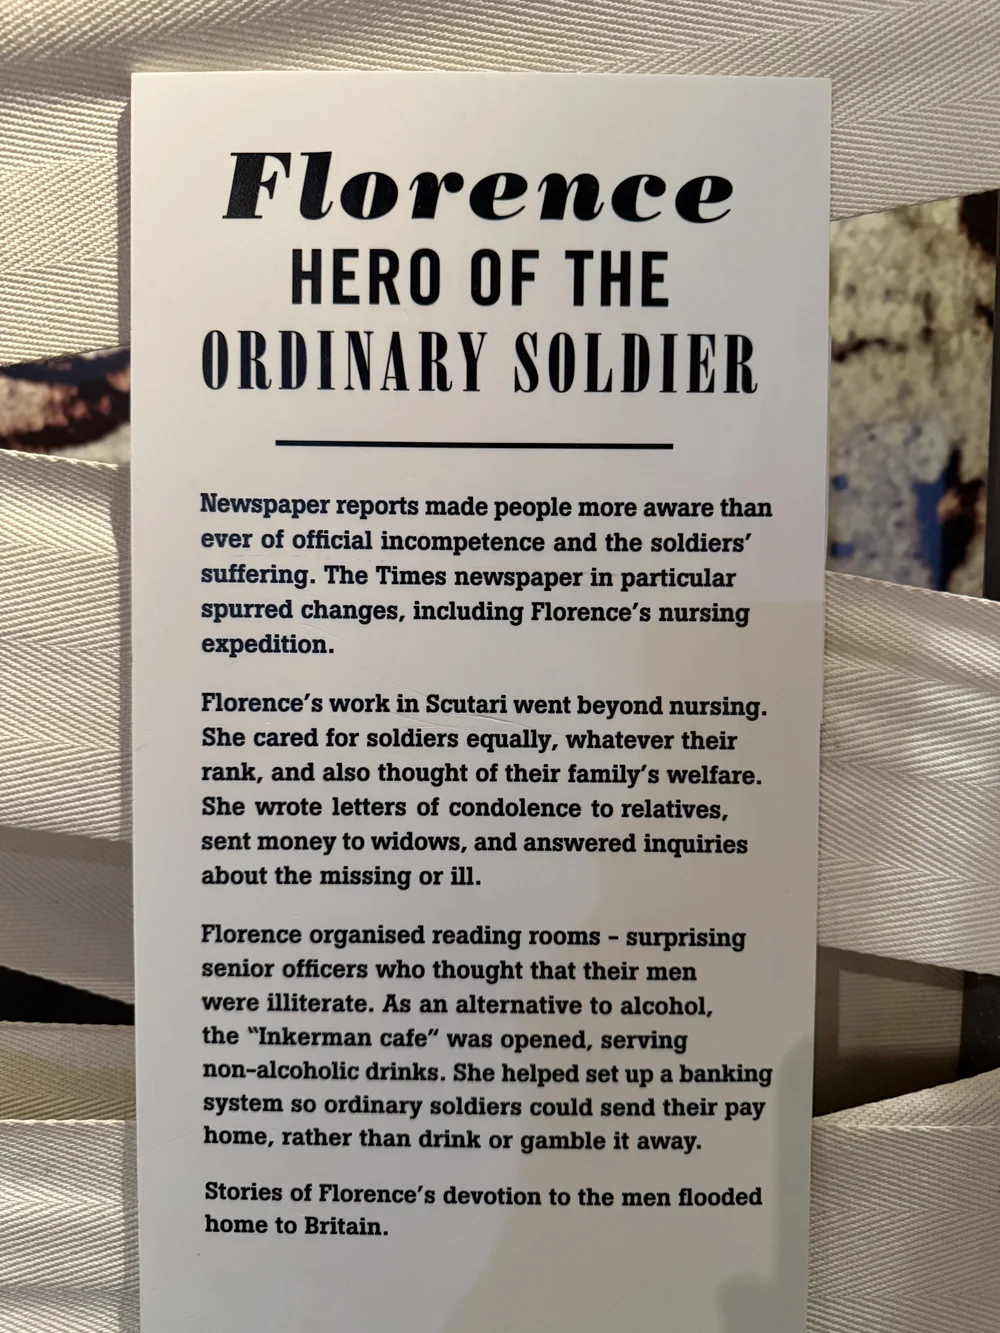 Florence
HERO OF THE
ORDINARY SOLDIER
Newspaper reports made people more aware than
ever of official incompetence and the soldiers’
suffering. The Times newspaper in particular
spurred changes, including Florence’s nursing
expedition.
Florence’s work in Scutari went beyond nursing.
She cared for soldiers equally, whatever their
rank, and also thought of their family’s welfare.
She wrote letters of condolence to relatives,
sent money to widows, and answered inquiries
about the missing or ill.
Florence organised reading rooms – surprising
senior officers who thought that their men
were illiterate. As an alternative to alcohol,
the “Inkerman cafe” was opened, serving
non-alcoholic drinks. She helped set up a banking
system so ordinary soldiers could send their pay
home, rather than drink or gamble it away.
Stories of Florence’s devotion to the men flooded
home to Britain.